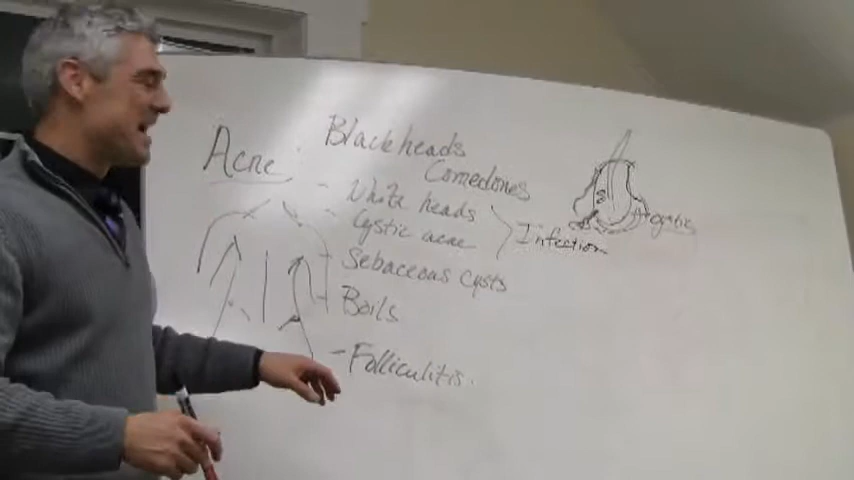 Acne
Blackheads
Comedones
- White heads
Cystic acne
Infection
- Sebaceous cysts
- Boils
- Folliculitis.